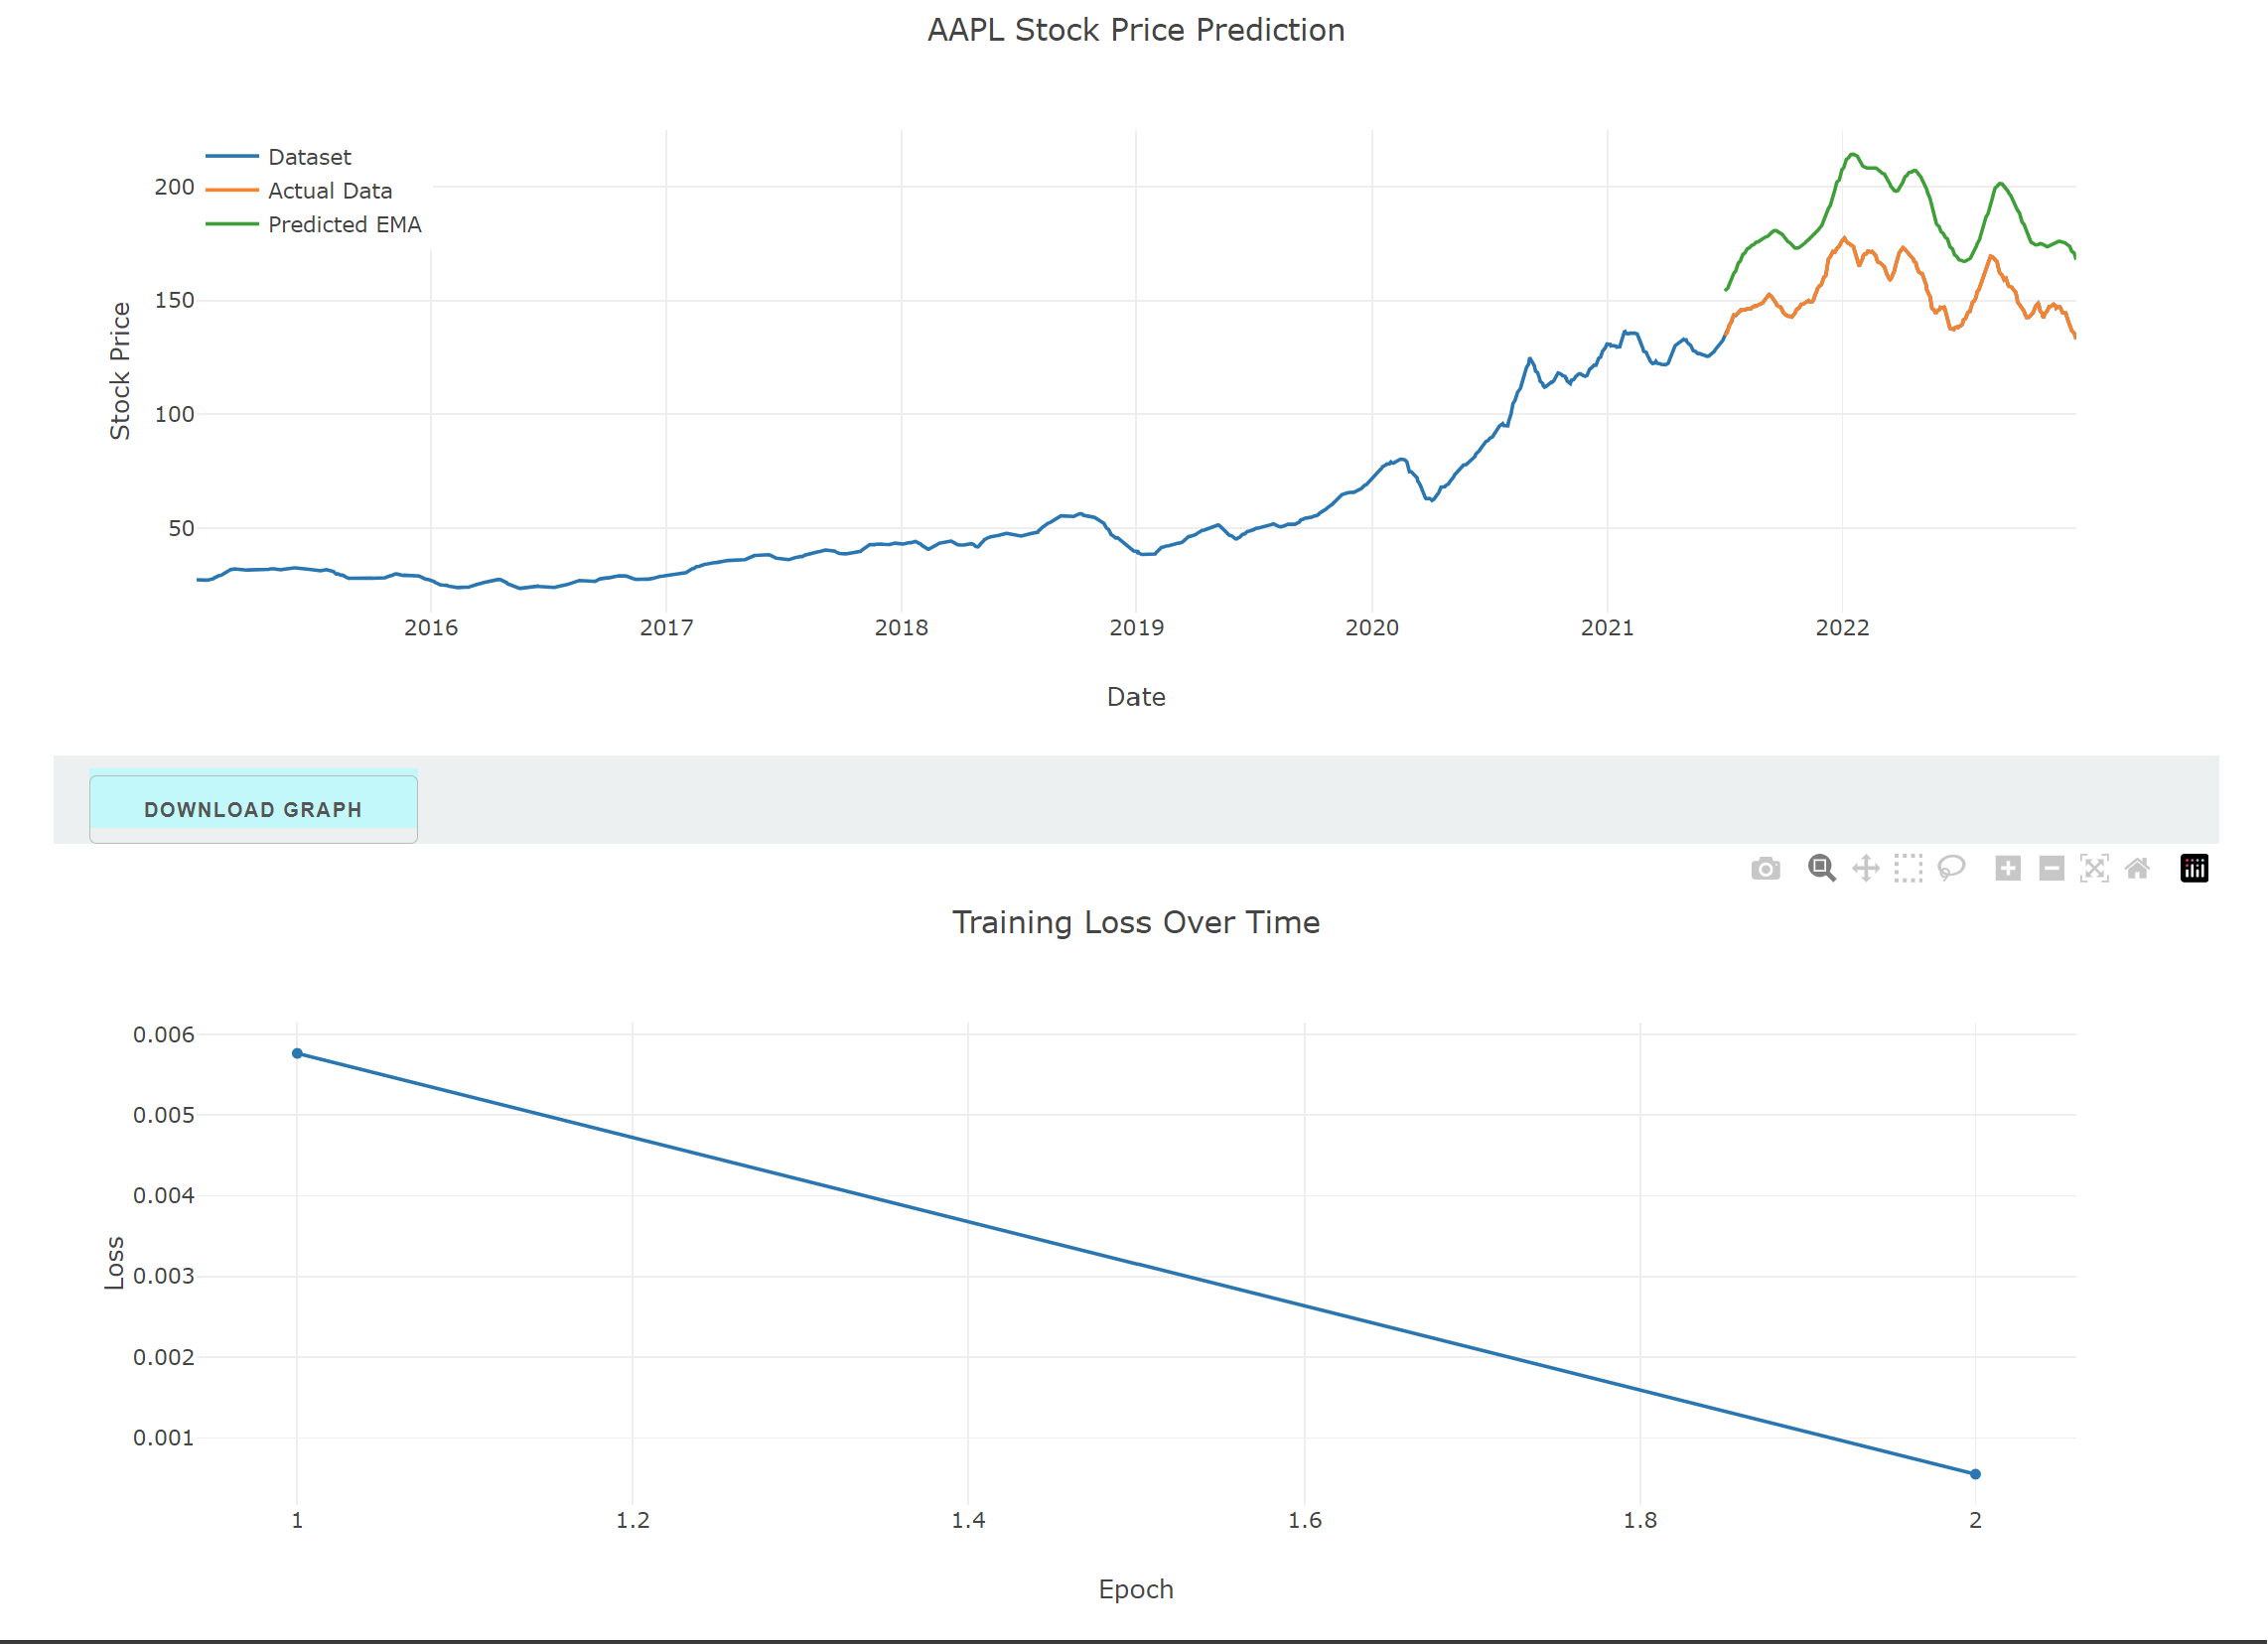 AAPL Stock Price Prediction
Dataset
Actual Data
Predicted EMA
200
150
100
50
Stock Price
2016 2017 2018 2019 2020 2021 2022
Date
DOWNLOAD GRAPH
Training Loss Over Time
0.006
0.005
0.004
0.003
0.002
0.001
Loss
1 1.2 1.4 1.6 1.8 2
Epoch